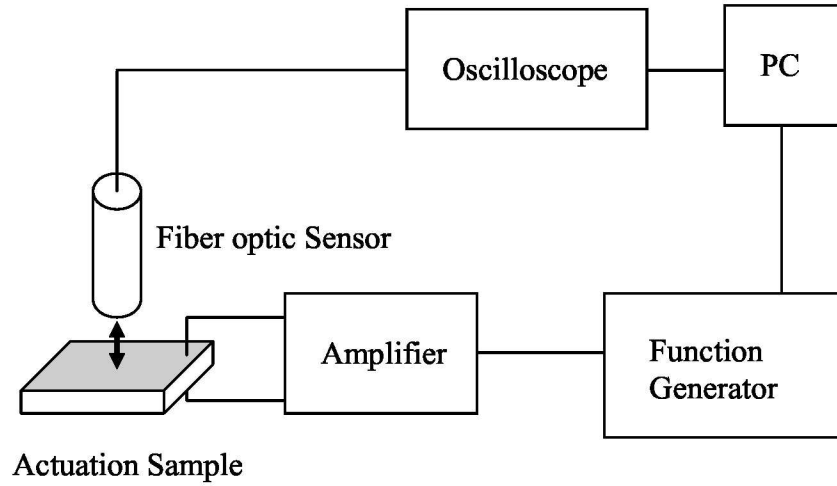 Oscilloscope
PC
Fiber optic Sensor
Amplifier
Function
Generator
Actuation Sample